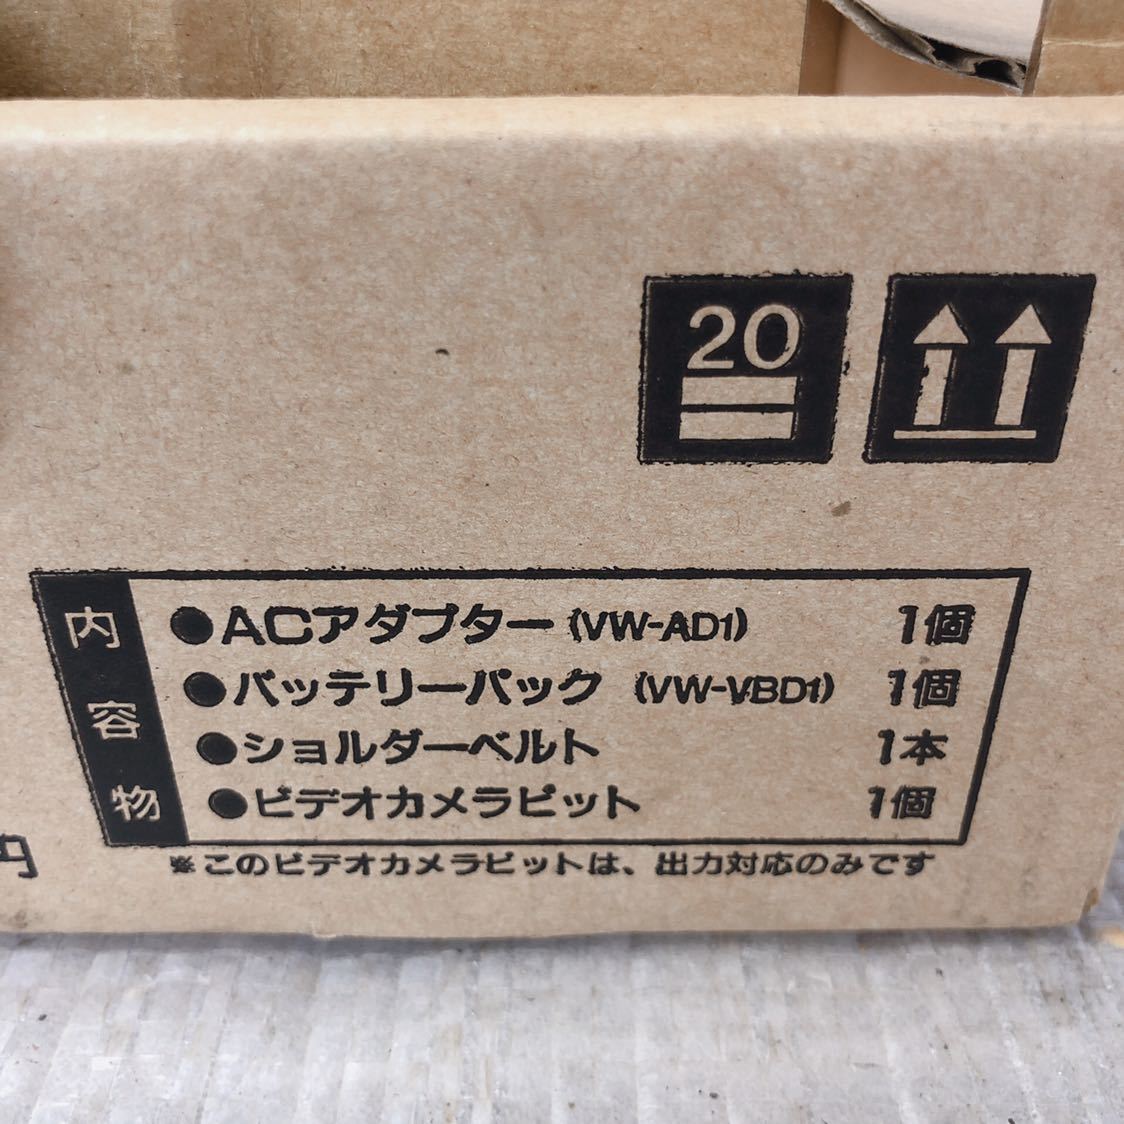 20
内容物
●ACアダプター (VW-AD1) 1個
●バッテリーパック (VW-VBD1) 1個
●ショルダーベルト 1本
●ビデオカメラピット 1個
円
※このビデオカメラピットは、出力対応のみです